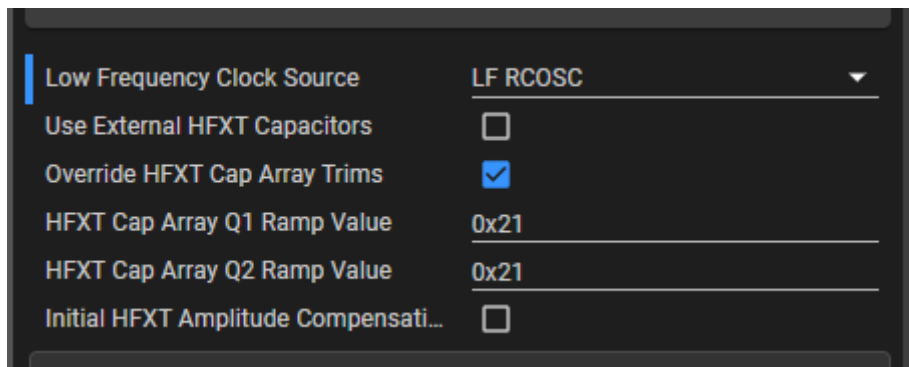 Low Frequency Clock Source LF RCOSC
Use External HFXT Capacitors
Override HFXT Cap Array Trims
HFXT Cap Array Q1 Ramp Value 0x21
HFXT Cap Array Q2 Ramp Value 0x21
Initial HFXT Amplitude Compensati...